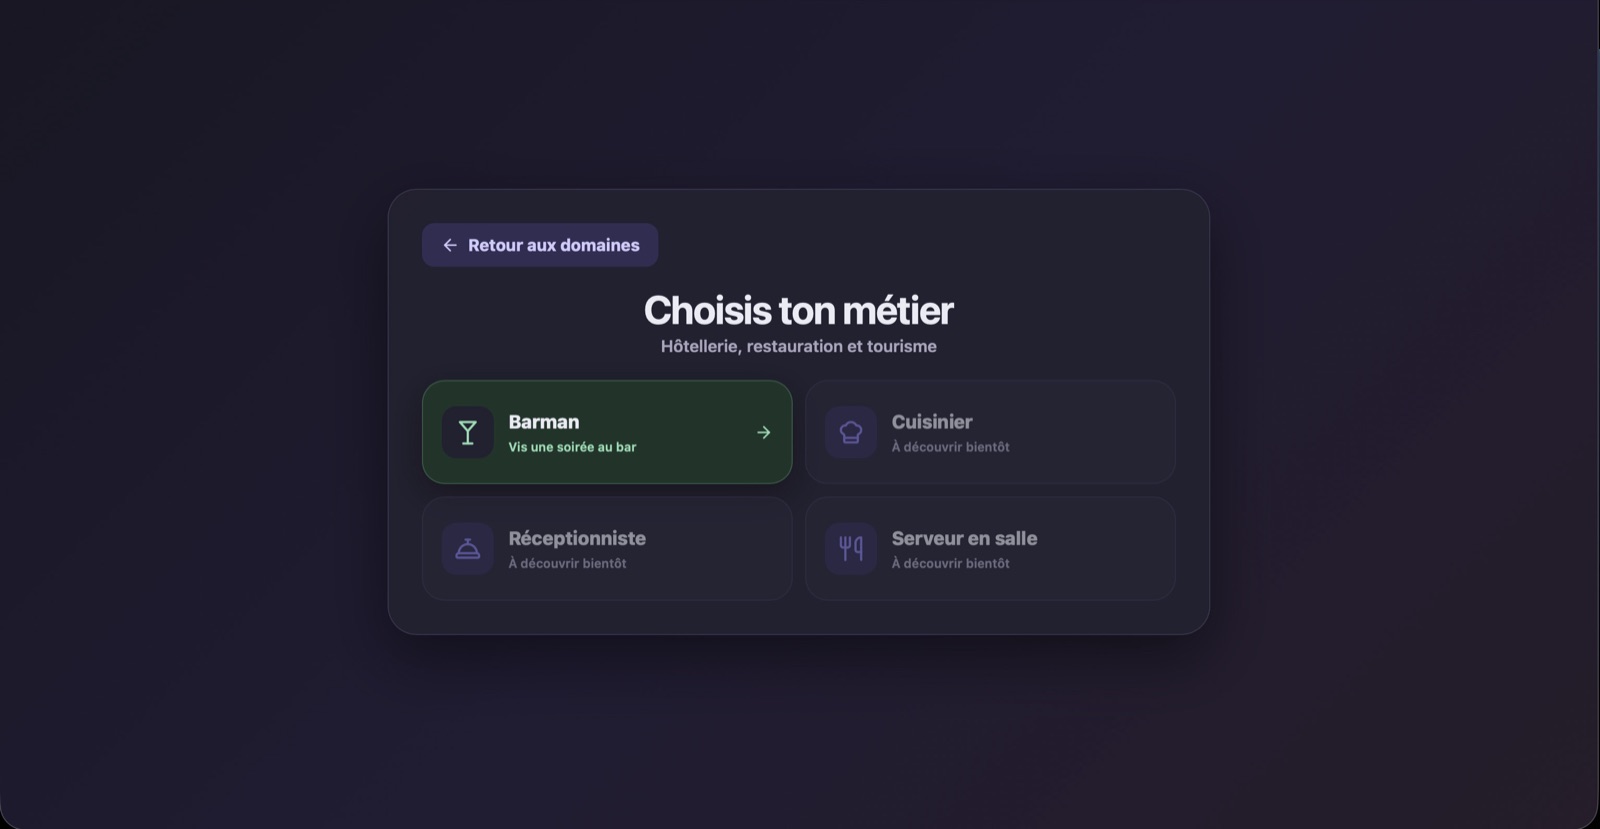 Retour aux domaines
Choisis ton métier
Hôtellerie, restauration et tourisme
Barman
Vis une soirée au bar
Cuisinier
À découvrir bientôt
Réceptionniste
À découvrir bientôt
Serveur en salle
À découvrir bientôt